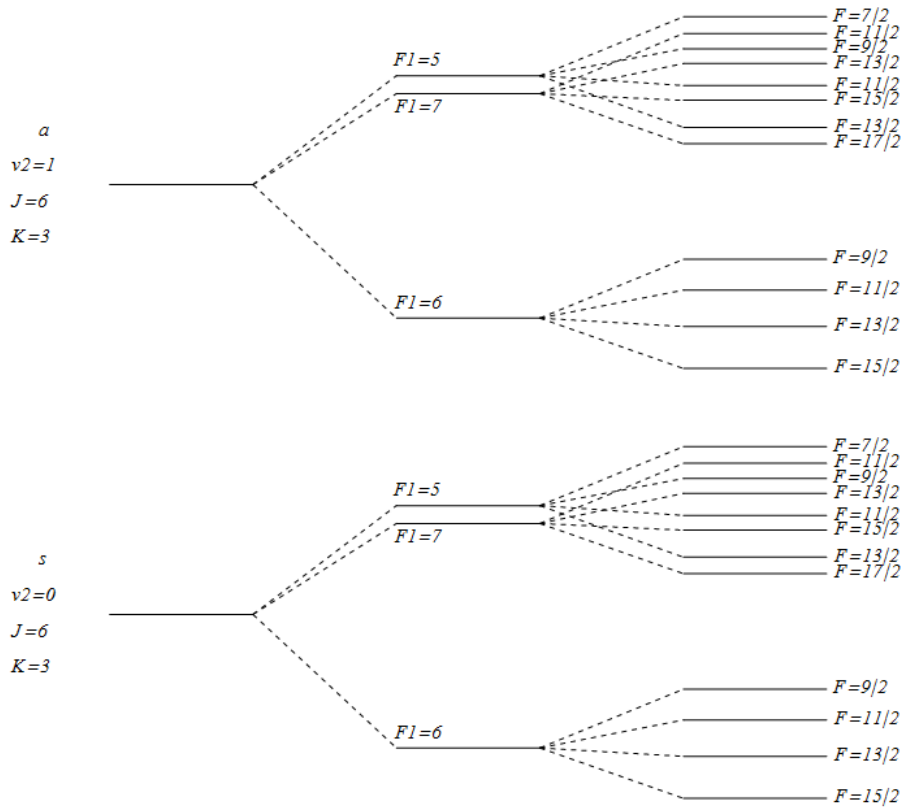 F=7/2
F=11/2
F=9/2
F=13/2
F=11/2
F=15/2
F=13/2
F=17/2
F1=5
F1=7
a
v2=1
J=6
K=3
F=9/2
F=11/2
F1=6
F=13/2
F=15/2
F=7/2
F=11/2
F=9/2
F=13/2
F=11/2
F=15/2
F=13/2
F=17/2
F1=5
F1=7
s
v2=0
J=6
K=3
F=9/2
F=11/2
F1=6
F=13/2
F=15/2